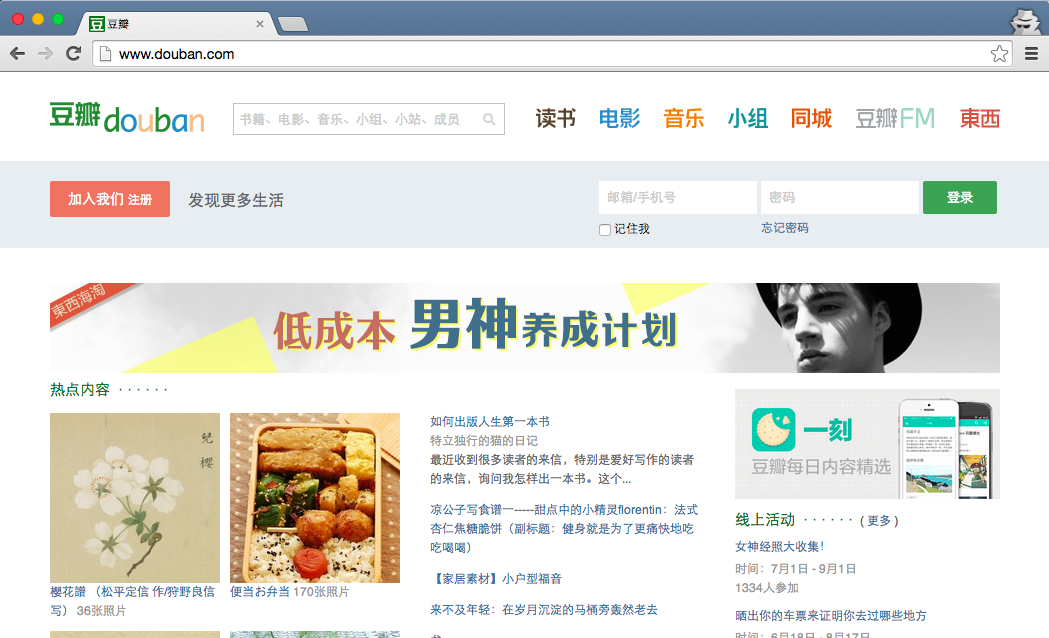 豆瓣
www.douban.com
豆瓣douban
书籍、电影、音乐、小组、小站、成员
读书 电影 音乐 小组 同城 豆瓣FM 東西
加入我们 注册 发现更多生活
邮箱/手机号 密码 登录
记住我 忘记密码
東西海淘
低成本 男神养成计划
热点内容 · · · · · ·
兒櫻
櫻花譜 (松平定信 作/狩野良信
写) 36张照片
便当お弁当 170张照片
如何出版人生第一本书
特立独行的猫的日记
最近收到很多读者的来信，特别是爱好写作的读者
的来信，询问我怎样出一本书。这个...
凉公子写食谱一-----甜点中的小精灵florentin：法式
杏仁焦糖脆饼（副标题：健身就是为了更痛快地吃
吃喝喝）
【家居素材】小户型福音
来不及年轻：在岁月沉淀的马桶旁轰然老去
一刻
豆瓣每日内容精选
线上活动 · · · · · · ( 更多 )
女神经照大收集！
时间：7月1日 - 9月1日
1334人参加
晒出你的车票来证明你去过哪些地方
时间：6月18日 - 8月17日